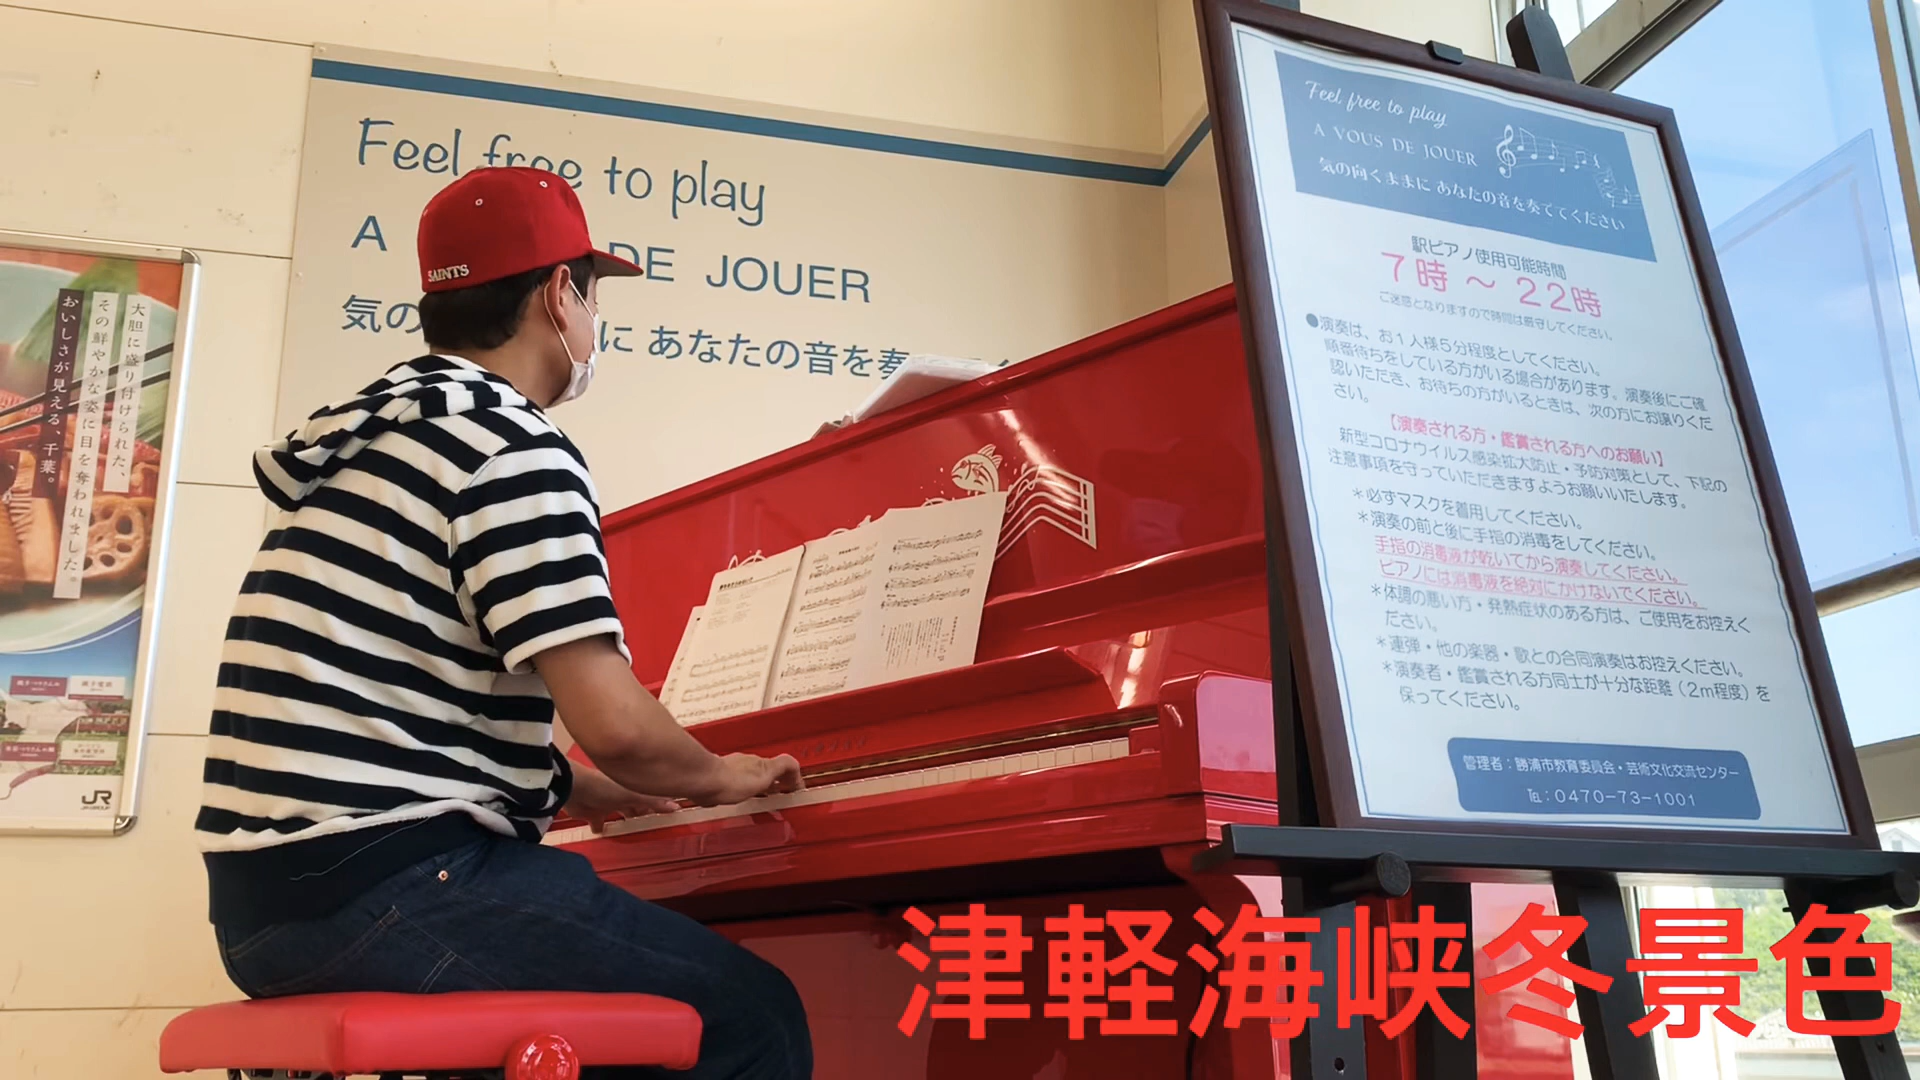 Feel free to play
A DE JOUER
気の
に あなたの音を奏
SAINTS
大胆に盛り付けられた、
その鮮やかな姿に目を奪われました。
おいしさが見える、千葉。
JR
JR GROUP
Feel free to play
A VOUS DE JOUER
気の向くままに あなたの音を奏でてください
駅ピアノ使用可能時間
7時～22時
ご迷惑となりますので時間は厳守してください。
●演奏は、お1人様5分程度としてください。
順番待ちをしている方がいる場合があります。演奏後にご確
認いただき、お待ちの方がいるときは、次の方にお譲りくだ
さい。
【演奏される方・鑑賞される方へのお願い】
新型コロナウイルス感染拡大防止・予防対策として、下記の
注意事項を守っていただきますようお願いいたします。
＊必ずマスクを着用してください。
＊演奏の前と後に手指の消毒をしてください。
手指の消毒液が乾いてから演奏してください。
ピアノには消毒液を絶対にかけないでください。
＊体調の悪い方・発熱症状のある方は、ご使用をお控えく
ださい。
＊連弾・他の楽器・歌との合同演奏はお控えください。
＊演奏者・鑑賞される方同士が十分な距離（2m程度）を
保ってください。
管理者：勝浦市教育委員会・芸術文化交流センター
℡：0470-73-1001
津軽海峡冬景色